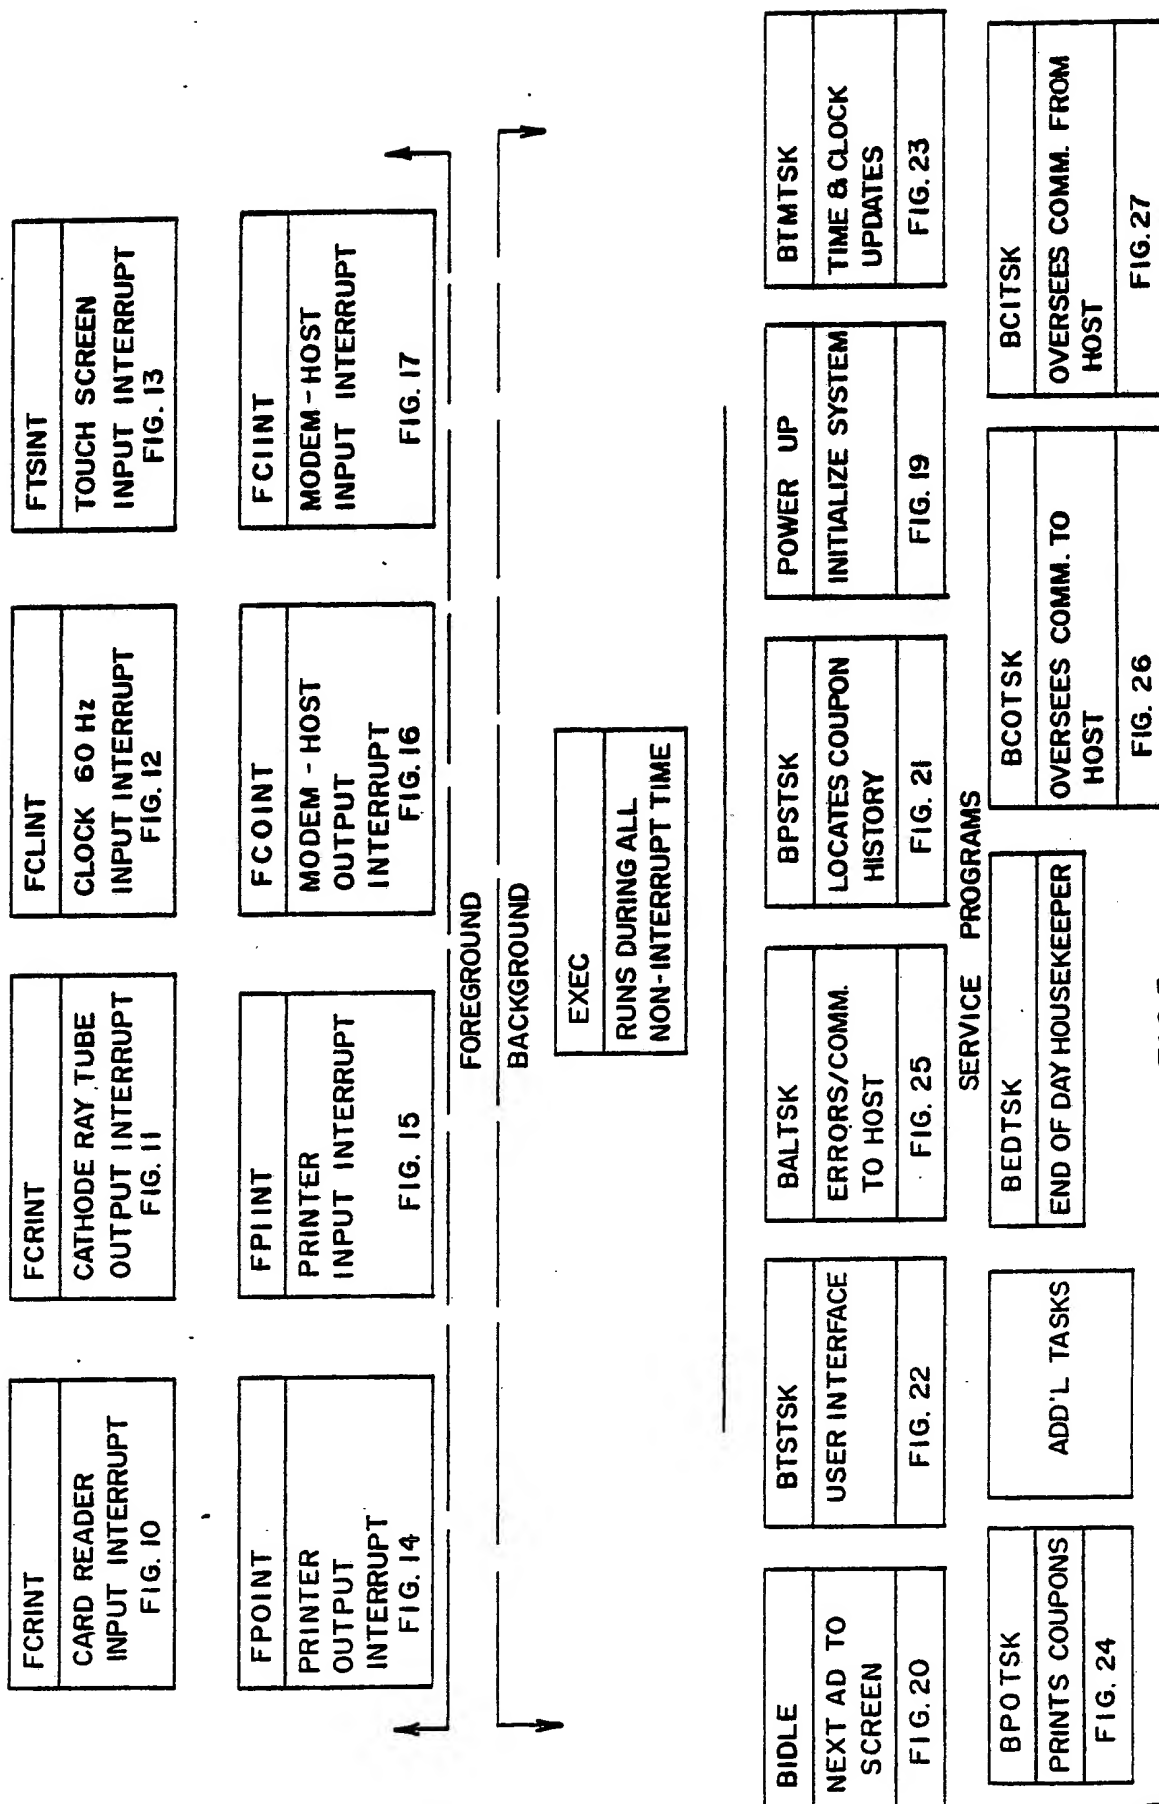 FCRINT
CARD READER
INPUT INTERRUPT
FIG. 10
FCRINT
CATHODE RAY TUBE
OUTPUT INTERRUPT
FIG. 11
FCLINT
CLOCK 60 Hz
INPUT INTERRUPT
FIG. 12
FTSINT
TOUCH SCREEN
INPUT INTERRUPT
FIG. 13
FPOINT
PRINTER
OUTPUT
INTERRUPT
FIG. 14
FPIINT
PRINTER
INPUT INTERRUPT
FIG. 15
FCOINT
MODEM - HOST
OUTPUT
INTERRUPT
FIG. 16
FCIINT
MODEM - HOST
INPUT INTERRUPT
FIG. 17
FOREGROUND
BACKGROUND
EXEC
RUNS DURING ALL
NON-INTERRUPT TIME
BIDLE
NEXT AD TO
SCREEN
FIG. 20
BTSTSK
USER INTERFACE
FIG. 22
BALTSK
ERRORS/COMM.
TO HOST
FIG. 25
BPSTSK
LOCATES COUPON
HISTORY
FIG. 21
POWER UP
INITIALIZE SYSTEM
FIG. 19
BTMTSK
TIME & CLOCK
UPDATES
FIG. 23
SERVICE PROGRAMS
BPOTSK
PRINTS COUPONS
FIG. 24
ADD'L TASKS
BEDTSK
END OF DAY HOUSEKEEPER
BCOTSK
OVERSEES COMM. TO
HOST
FIG. 26
BCITSK
OVERSEES COMM. FROM
HOST
FIG. 27